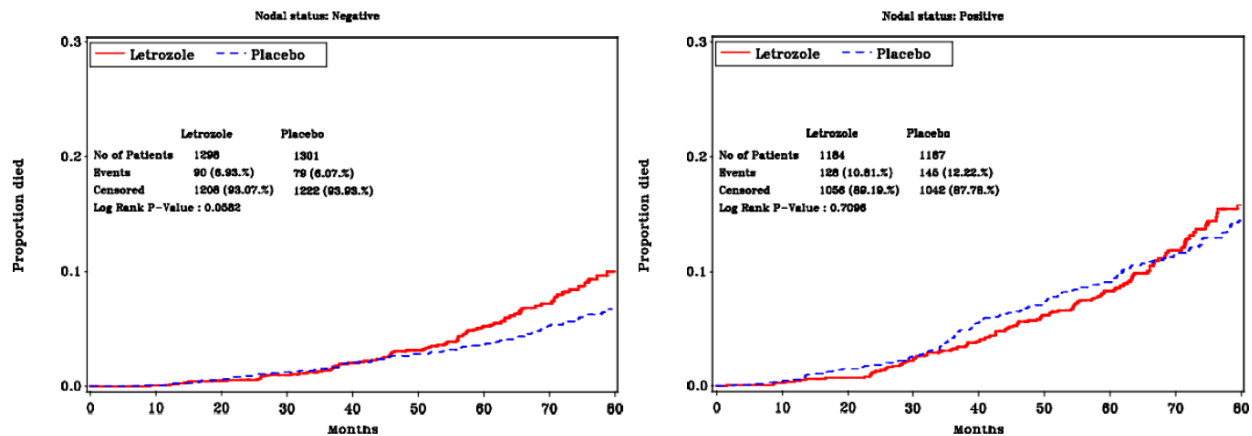 Nodal status: Negative
0.3
Letrozole Placebo
Letrozole Placebo
No of Patients 1298 1301
Events 90 (6.93.%) 79 (6.07.%)
Censored 1208 (93.07.%) 1222 (93.93.%)
Log Rank P-Value : 0.0582
0.2
0.1
0.0
Proportion died
0 10 20 30 40 50 60 70 80
Months
Nodal status: Positive
0.3
Letrozole Placebo
Letrozole Placebo
No of Patients 1184 1187
Events 128 (10.81.%) 145 (12.22.%)
Censored 1056 (89.19.%) 1042 (87.78.%)
Log Rank P-Value : 0.7096
0.2
0.1
0.0
Proportion died
0 10 20 30 40 50 60 70 80
Months